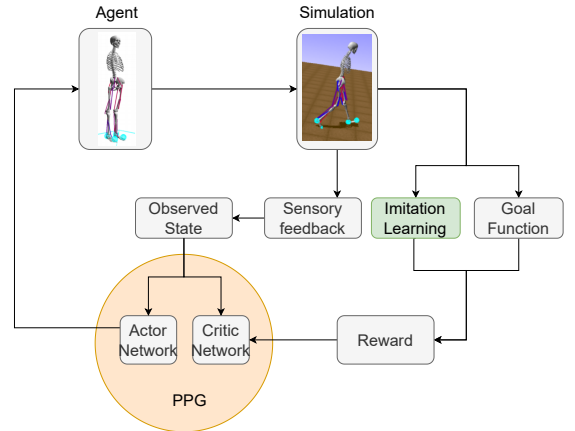 Agent
Simulation
Observed
State
Sensory
feedback
Imitation
Learning
Goal
Function
Actor
Network
Critic
Network
Reward
PPG